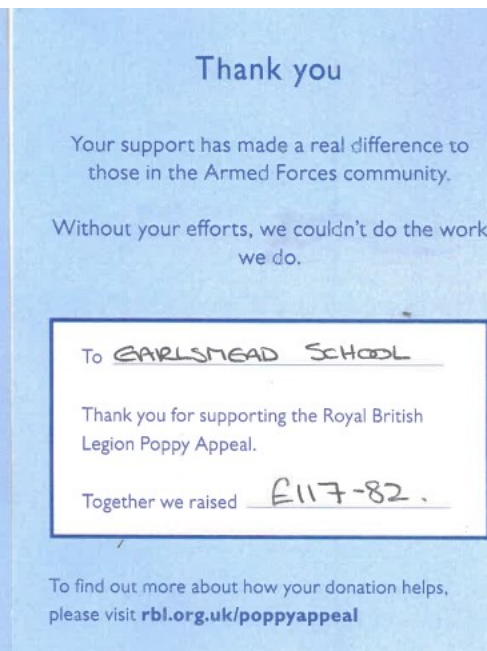 Thank you
Your support has made a real difference to
those in the Armed Forces community.
Without your efforts, we couldn't do the work
we do.
To EARLSMEAD SCHOOL
Thank you for supporting the Royal British
Legion Poppy Appeal.
Together we raised £117-82.
To find out more about how your donation helps,
please visit rbl.org.uk/poppyappeal